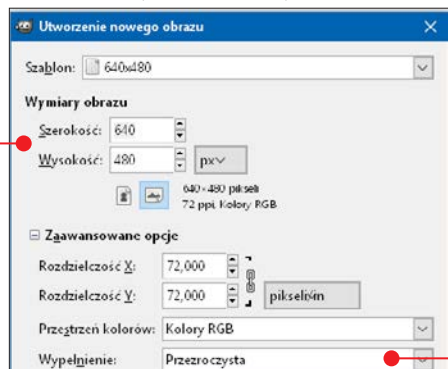 Utworzenie nowego obrazu
Szablon: 640x480
Wymiary obrazu
Szerokość: 640
Wysokość: 480 px
640×480 pikseli
72 ppi, Kolory RGB
Zaawansowane opcje
Rozdzielczość X: 72,000
Rozdzielczość Y: 72,000 pikseli/in
Przestrzeń kolorów: Kolory RGB
Wypełnienie: Przezroczysta